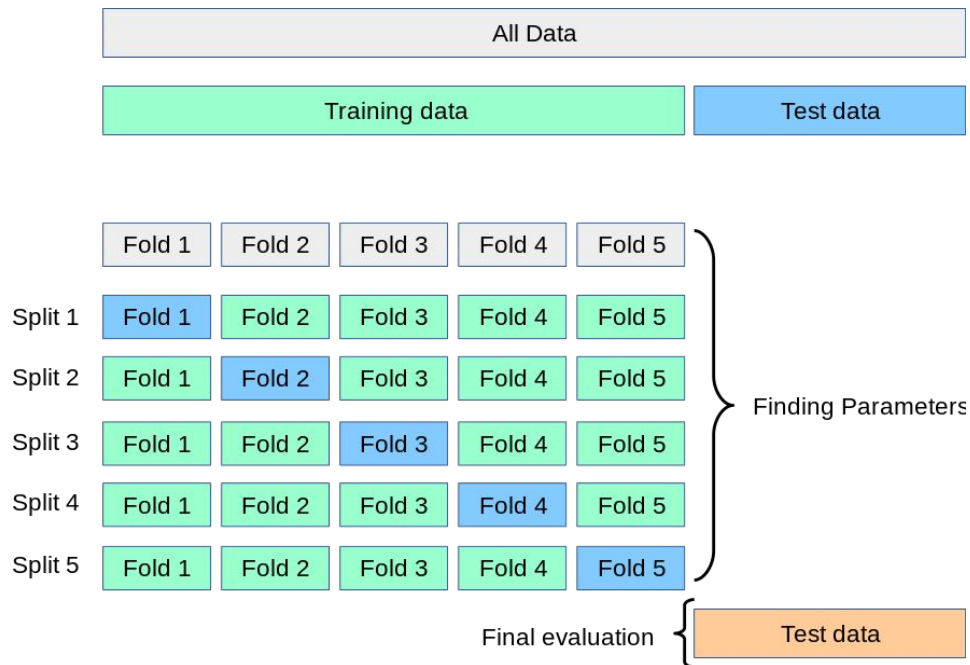 All Data
Training data Test data
Fold 1 Fold 2 Fold 3 Fold 4 Fold 5
Split 1 Fold 1 Fold 2 Fold 3 Fold 4 Fold 5
Split 2 Fold 1 Fold 2 Fold 3 Fold 4 Fold 5
Finding Parameters
Split 3 Fold 1 Fold 2 Fold 3 Fold 4 Fold 5
Split 4 Fold 1 Fold 2 Fold 3 Fold 4 Fold 5
Split 5 Fold 1 Fold 2 Fold 3 Fold 4 Fold 5
Final evaluation Test data